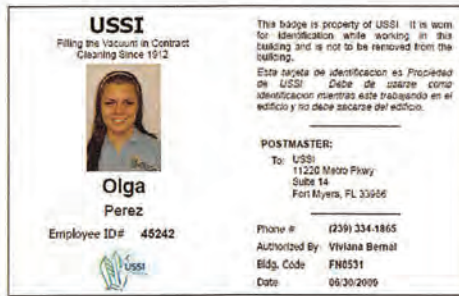 USSI
Filling the Vacuum in Contract
Cleaning Since 1912
Olga
Perez
Employee ID# 45242
USSI
This badge is property of USSI. It is worn
for identification while working in this
building and is not to be removed from the
building.
Esta tarjeta de identificacion es Propiedad
de USSI. Debe de usarse como
identificacion mientras este trabajando en el
edificio y no debe sacarse del edificio.
POSTMASTER:
To: USSI
11220 Metro Pkwy
Suite 14
Fort Myers, FL 33966
Phone # (239) 334-1865
Authorized By Viviana Bernal
Bldg. Code FN0531
Date 06/30/2009